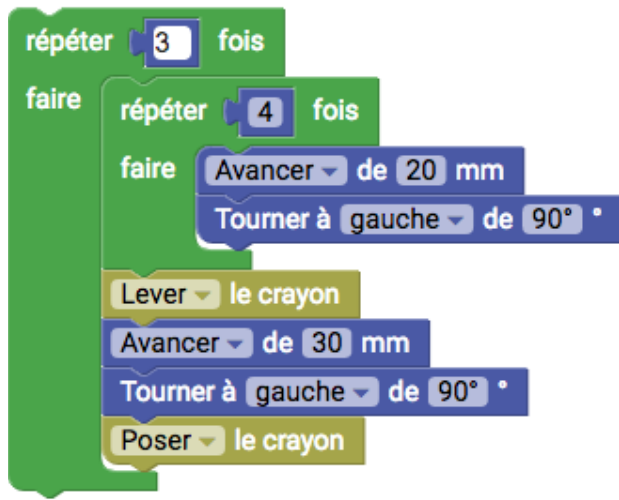 répéter 3 fois
faire
répéter 4 fois
faire Avancer de 20 mm
Tourner à gauche de 90° °
Lever le crayon
Avancer de 30 mm
Tourner à gauche de 90° °
Poser le crayon